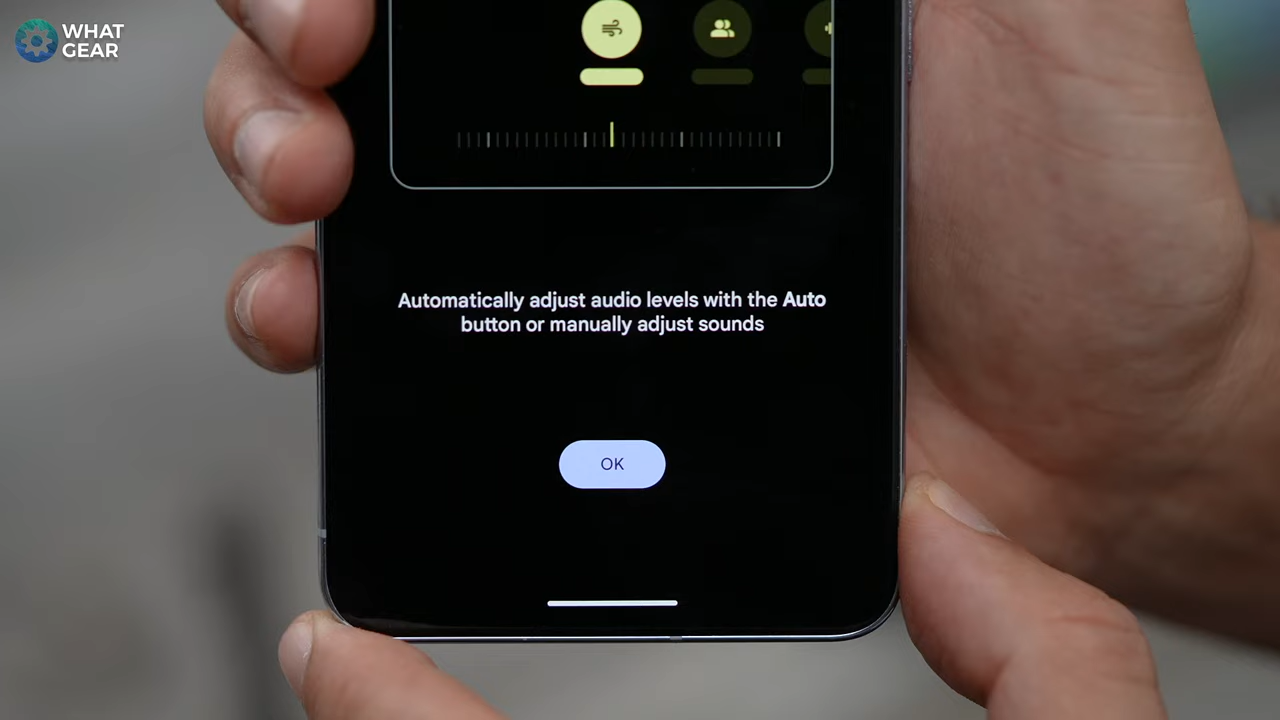 WHAT
GEAR
Automatically adjust audio levels with the Auto
button or manually adjust sounds
OK